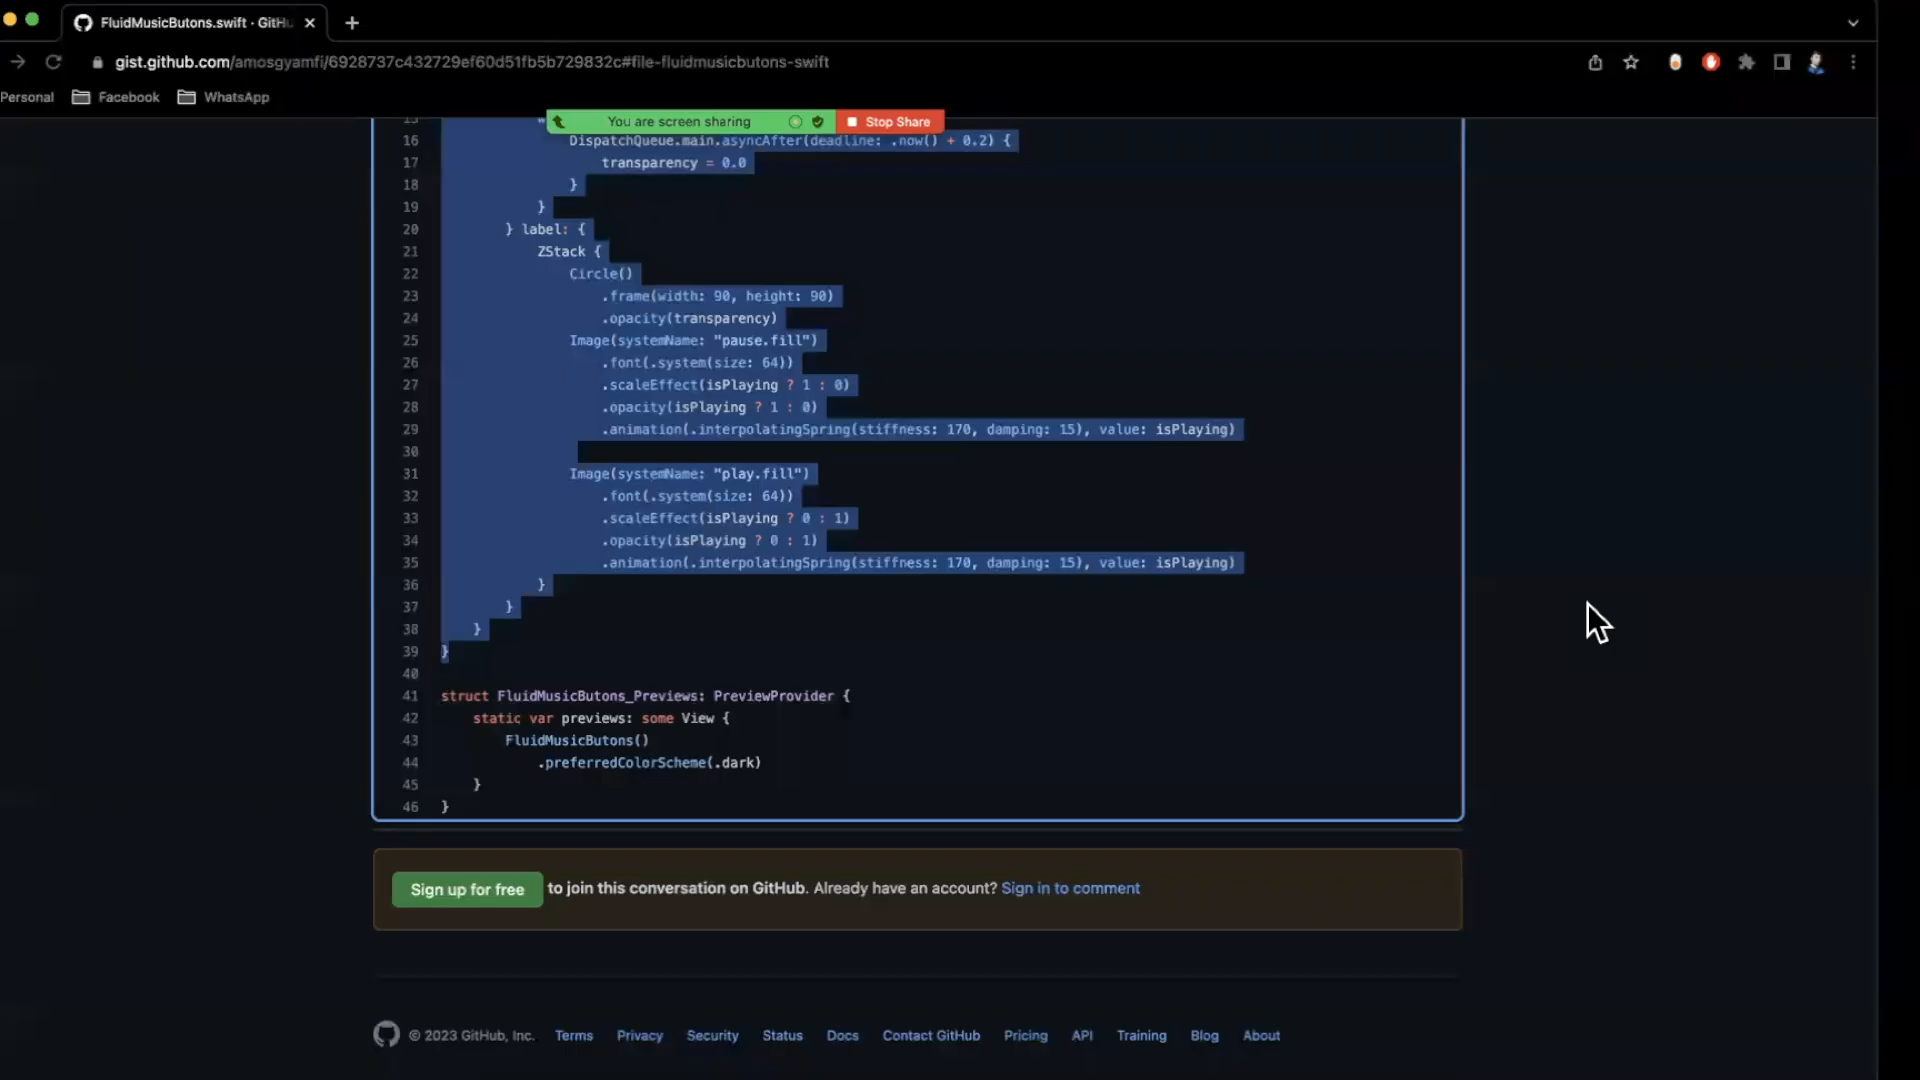 FluidMusicButons.swift · GitHu
gist.github.com/amosgyamfi/6928737c432729ef60d51fb5b729832c#file-fluidmusicbutons-swift
Personal Facebook WhatsApp
You are screen sharing Stop Share
15
16 DispatchQueue.main.asyncAfter(deadline: .now() + 0.2) {
17 transparency = 0.0
18 }
19 }
20 } label: {
21 ZStack {
22 Circle()
23 .frame(width: 90, height: 90)
24 .opacity(transparency)
25 Image(systemName: "pause.fill")
26 .font(.system(size: 64))
27 .scaleEffect(isPlaying ? 1 : 0)
28 .opacity(isPlaying ? 1 : 0)
29 .animation(.interpolatingSpring(stiffness: 170, damping: 15), value: isPlaying)
30
31 Image(systemName: "play.fill")
32 .font(.system(size: 64))
33 .scaleEffect(isPlaying ? 0 : 1)
34 .opacity(isPlaying ? 0 : 1)
35 .animation(.interpolatingSpring(stiffness: 170, damping: 15), value: isPlaying)
36 }
37 }
38 }
39 }
40
41 struct FluidMusicButons_Previews: PreviewProvider {
42 static var previews: some View {
43 FluidMusicButons()
44 .preferredColorScheme(.dark)
45 }
46 }
Sign up for free to join this conversation on GitHub. Already have an account? Sign in to comment
© 2023 GitHub, Inc. Terms Privacy Security Status Docs Contact GitHub Pricing API Training Blog About